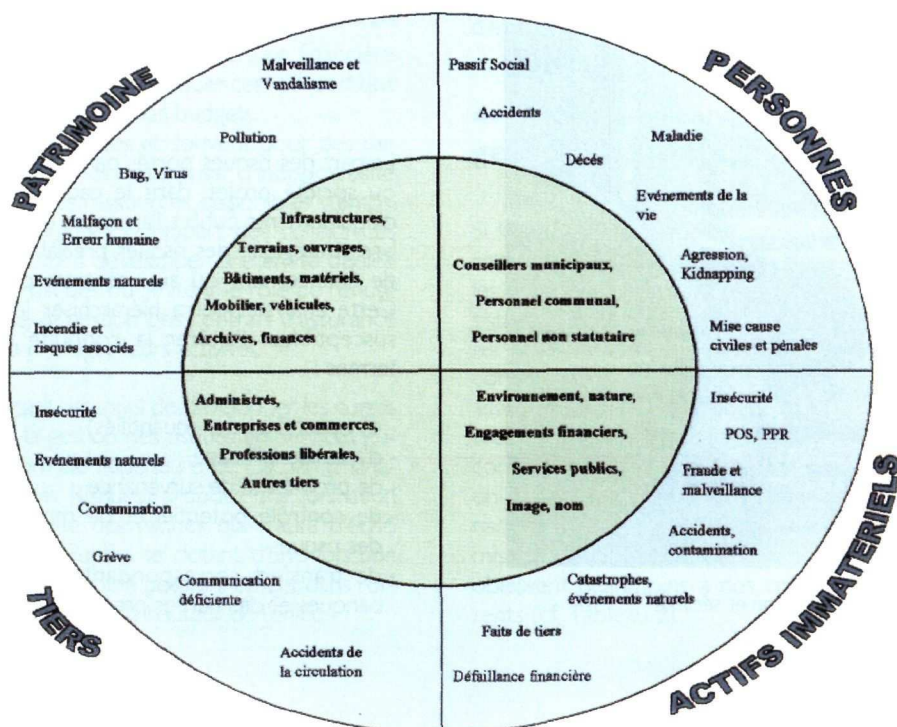 PATRIMOINE
Malveillance et
Vandalisme
Pollution
Bug, Virus
Malfaçon et
Erreur humaine
Evénements naturels
Incendie et
risques associés
Infrastructures,
Terrains, ouvrages,
Bâtiments, matériels,
Mobilier, véhicules,
Archives, finances
PERSONNES
Passif Social
Accidents
Décés
Maladie
Evénements de la
vie
Agression,
Kidnapping
Mise cause
civiles et pénales
Conseillers municipaux,
Personnel communal,
Personnel non statutaire
TIERS
Insécurité
Evénements naturels
Contamination
Grève
Communication
déficiente
Accidents de
la circulation
Administrés,
Entreprises et commerces,
Professions libérales,
Autres tiers
ACTIFS IMMATERIELS
Environnement, nature,
Engagements financiers,
Services publics,
Image, nom
Insécurité
POS, PPR
Fraude et
malveillance
Accidents,
contamination
Catastrophes,
événements naturels
Faits de tiers
Défaillance financière